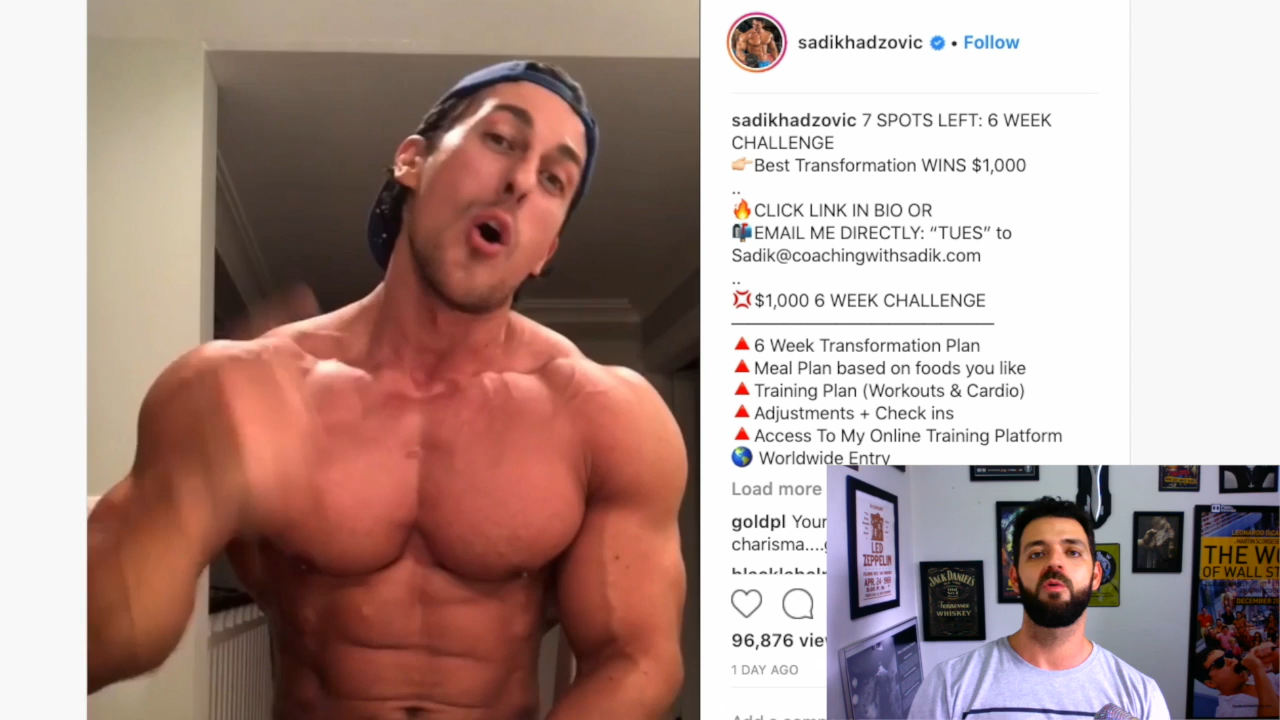 sadikhadzovic • Follow
sadikhadzovic 7 SPOTS LEFT: 6 WEEK
CHALLENGE
👉🏻Best Transformation WINS $1,000
..
🔥CLICK LINK IN BIO OR
📬EMAIL ME DIRECTLY: “TUES” to
Sadik@coachingwithsadik.com
..
💢$1,000 6 WEEK CHALLENGE
🔺6 Week Transformation Plan
🔺Meal Plan based on foods you like
🔺Training Plan (Workouts & Cardio)
🔺Adjustments + Check ins
🔺Access To My Online Training Platform
🌎 Worldwide Entry
Load more
goldpl Your
charisma....
96,876
1 DAY AGO
LED
ZEPPELIN
APR. 24 1969
JACK DANIEL'S
Tennessee
WHISKEY
LEONARDO
THE WO
OF WALL ST
DECEMBER